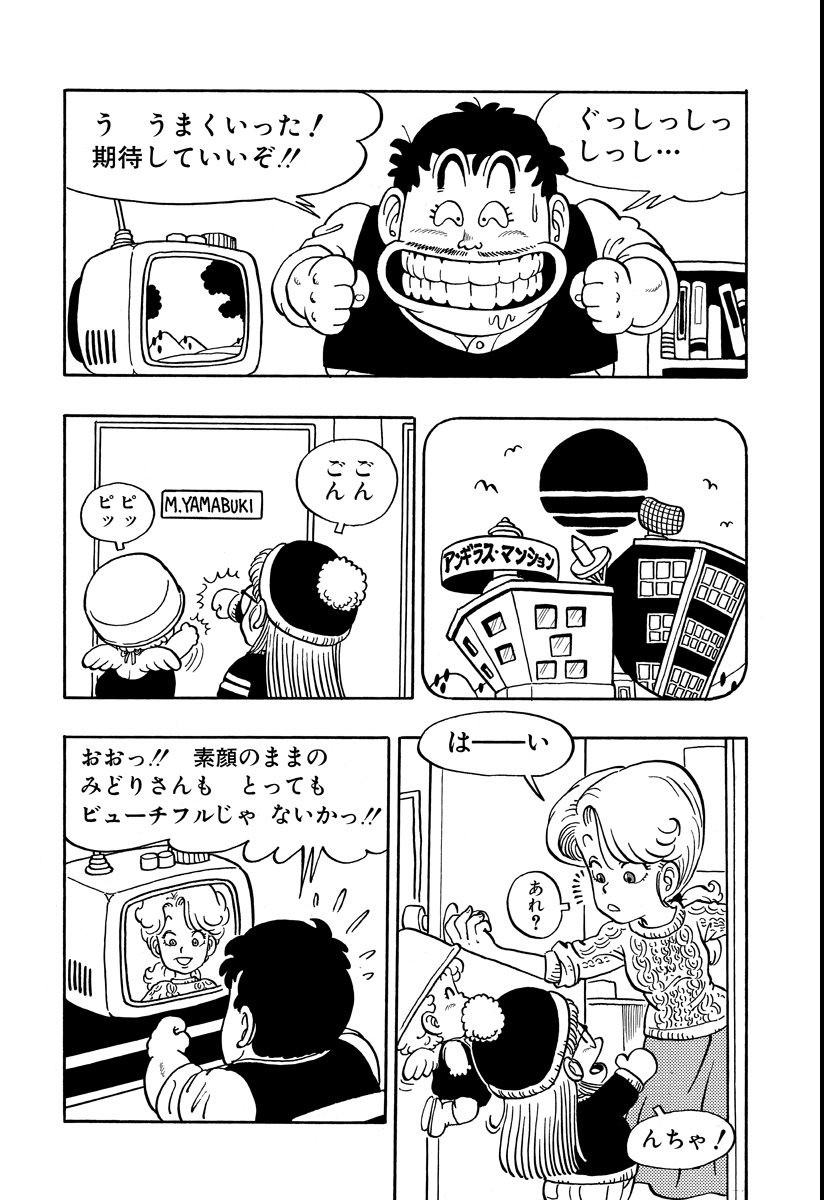 ぐっしっしっ
しっし…
う　うまくいった！
期待していいぞ!!
アンギラス・マンション
ごん
ごん
M.YAMABUKI
ピッ
ピッ
は――い
あれ？
んちゃ！
おおっ!!　素顔のままの
みどりさんも　とっても
ビューチフルじゃ ないかっ!!